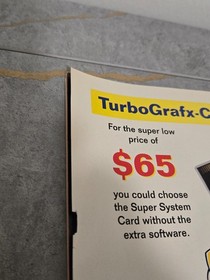 TurboGrafx-C
For the super low
price of
$65
you could choose
the Super System
Card without the
extra software.